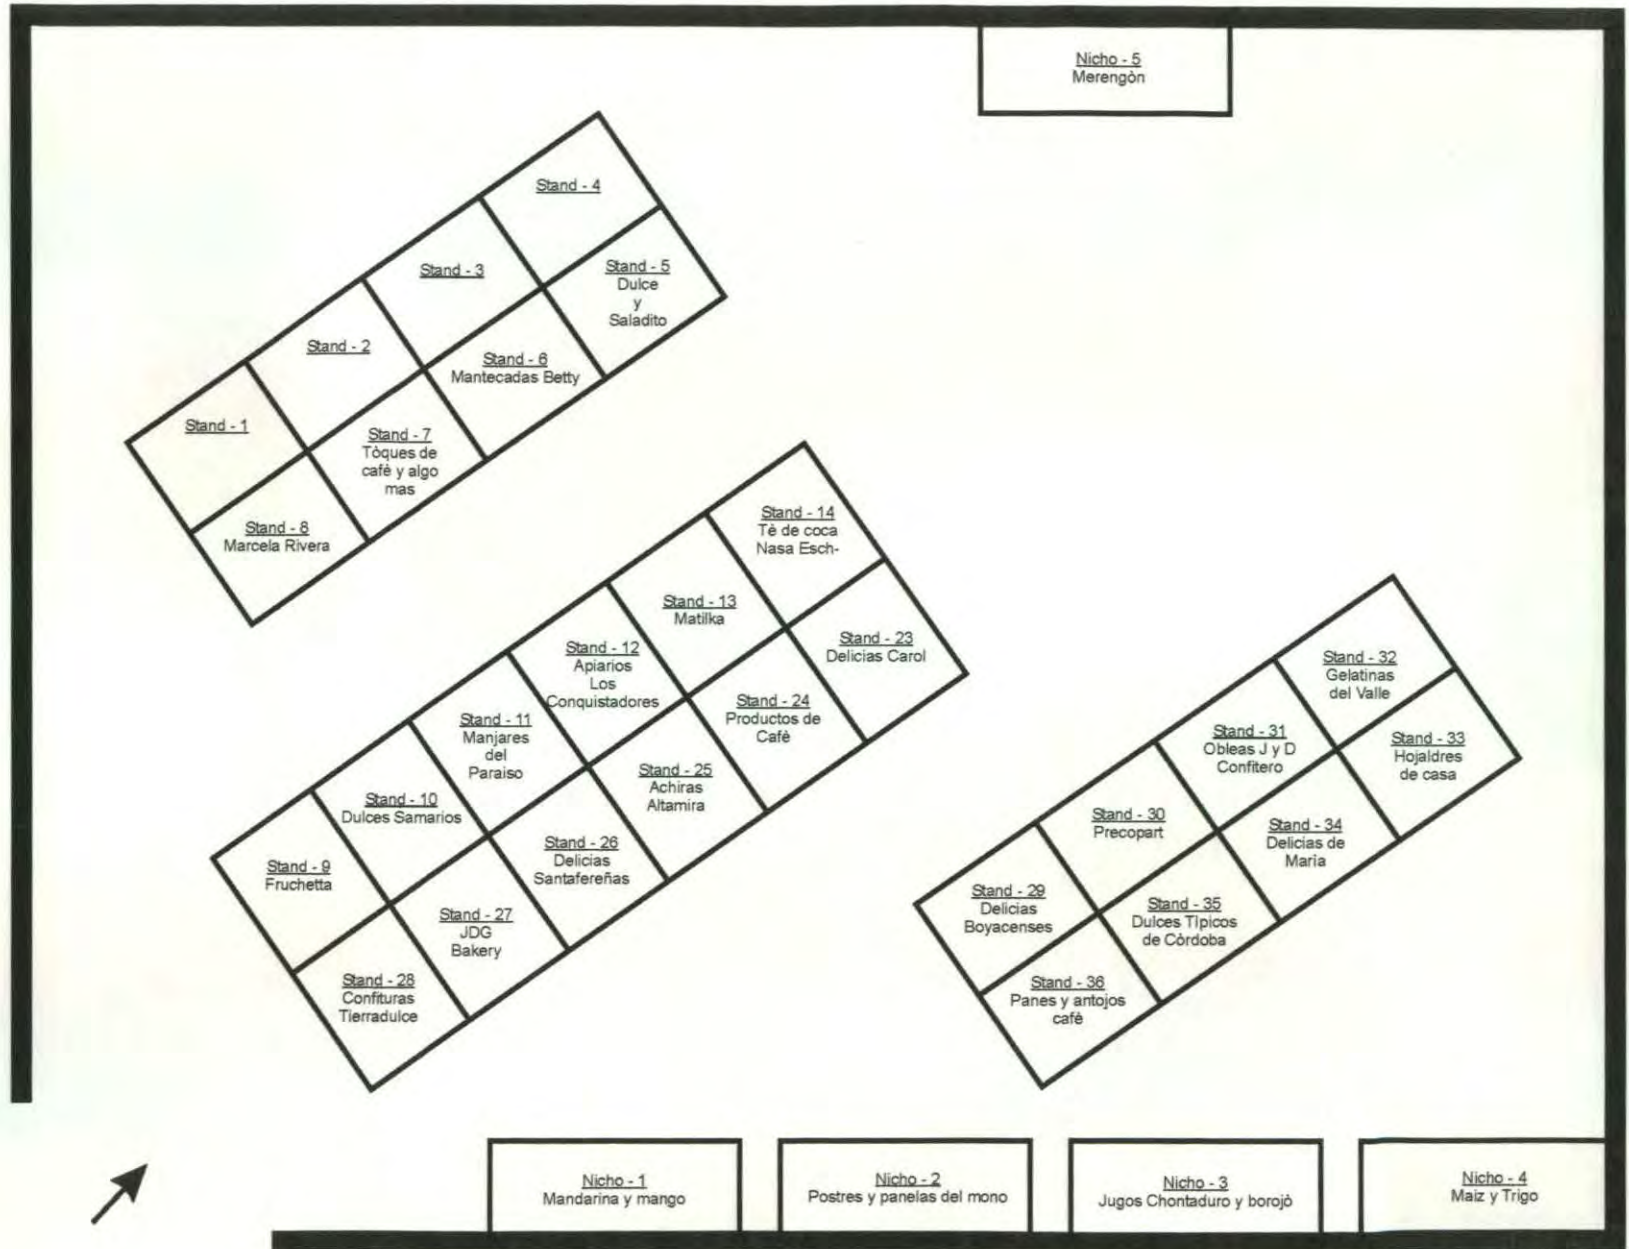 Nicho - 5
Merengòn
Stand - 4
Stand - 3
Stand - 5
Dulce
y
Saladito
Stand - 2
Stand - 6
Mantecadas Betty
Stand - 1
Stand - 7
Tòques de
cafè y algo
mas
Stand - 8
Marcela Rivera
Stand - 14
Tè de coca
Nasa Esch-
Stand - 13
Matilka
Stand - 23
Delicias Carol
Stand - 12
Apiarios
Los
Conquistadores
Stand - 24
Productos de
Cafè
Stand - 11
Manjares
del
Paraiso
Stand - 25
Achiras
Altamira
Stand - 10
Dulces Samarios
Stand - 26
Delicias
Santafereñas
Stand - 9
Fruchetta
Stand - 27
JDG
Bakery
Stand - 28
Confituras
Tierradulce
Stand - 32
Gelatinas
del Valle
Stand - 31
Obleas J y D
Confitero
Stand - 33
Hojaldres
de casa
Stand - 30
Precopart
Stand - 34
Delicias de
Marìa
Stand - 29
Delicias
Boyacenses
Stand - 35
Dulces Tìpicos
de Còrdoba
Stand - 36
Panes y antojos
cafè
Nicho - 1
Mandarina y mango
Nicho - 2
Postres y panelas del mono
Nicho - 3
Jugos Chontaduro y borojò
Nicho - 4
Maiz y Trigo